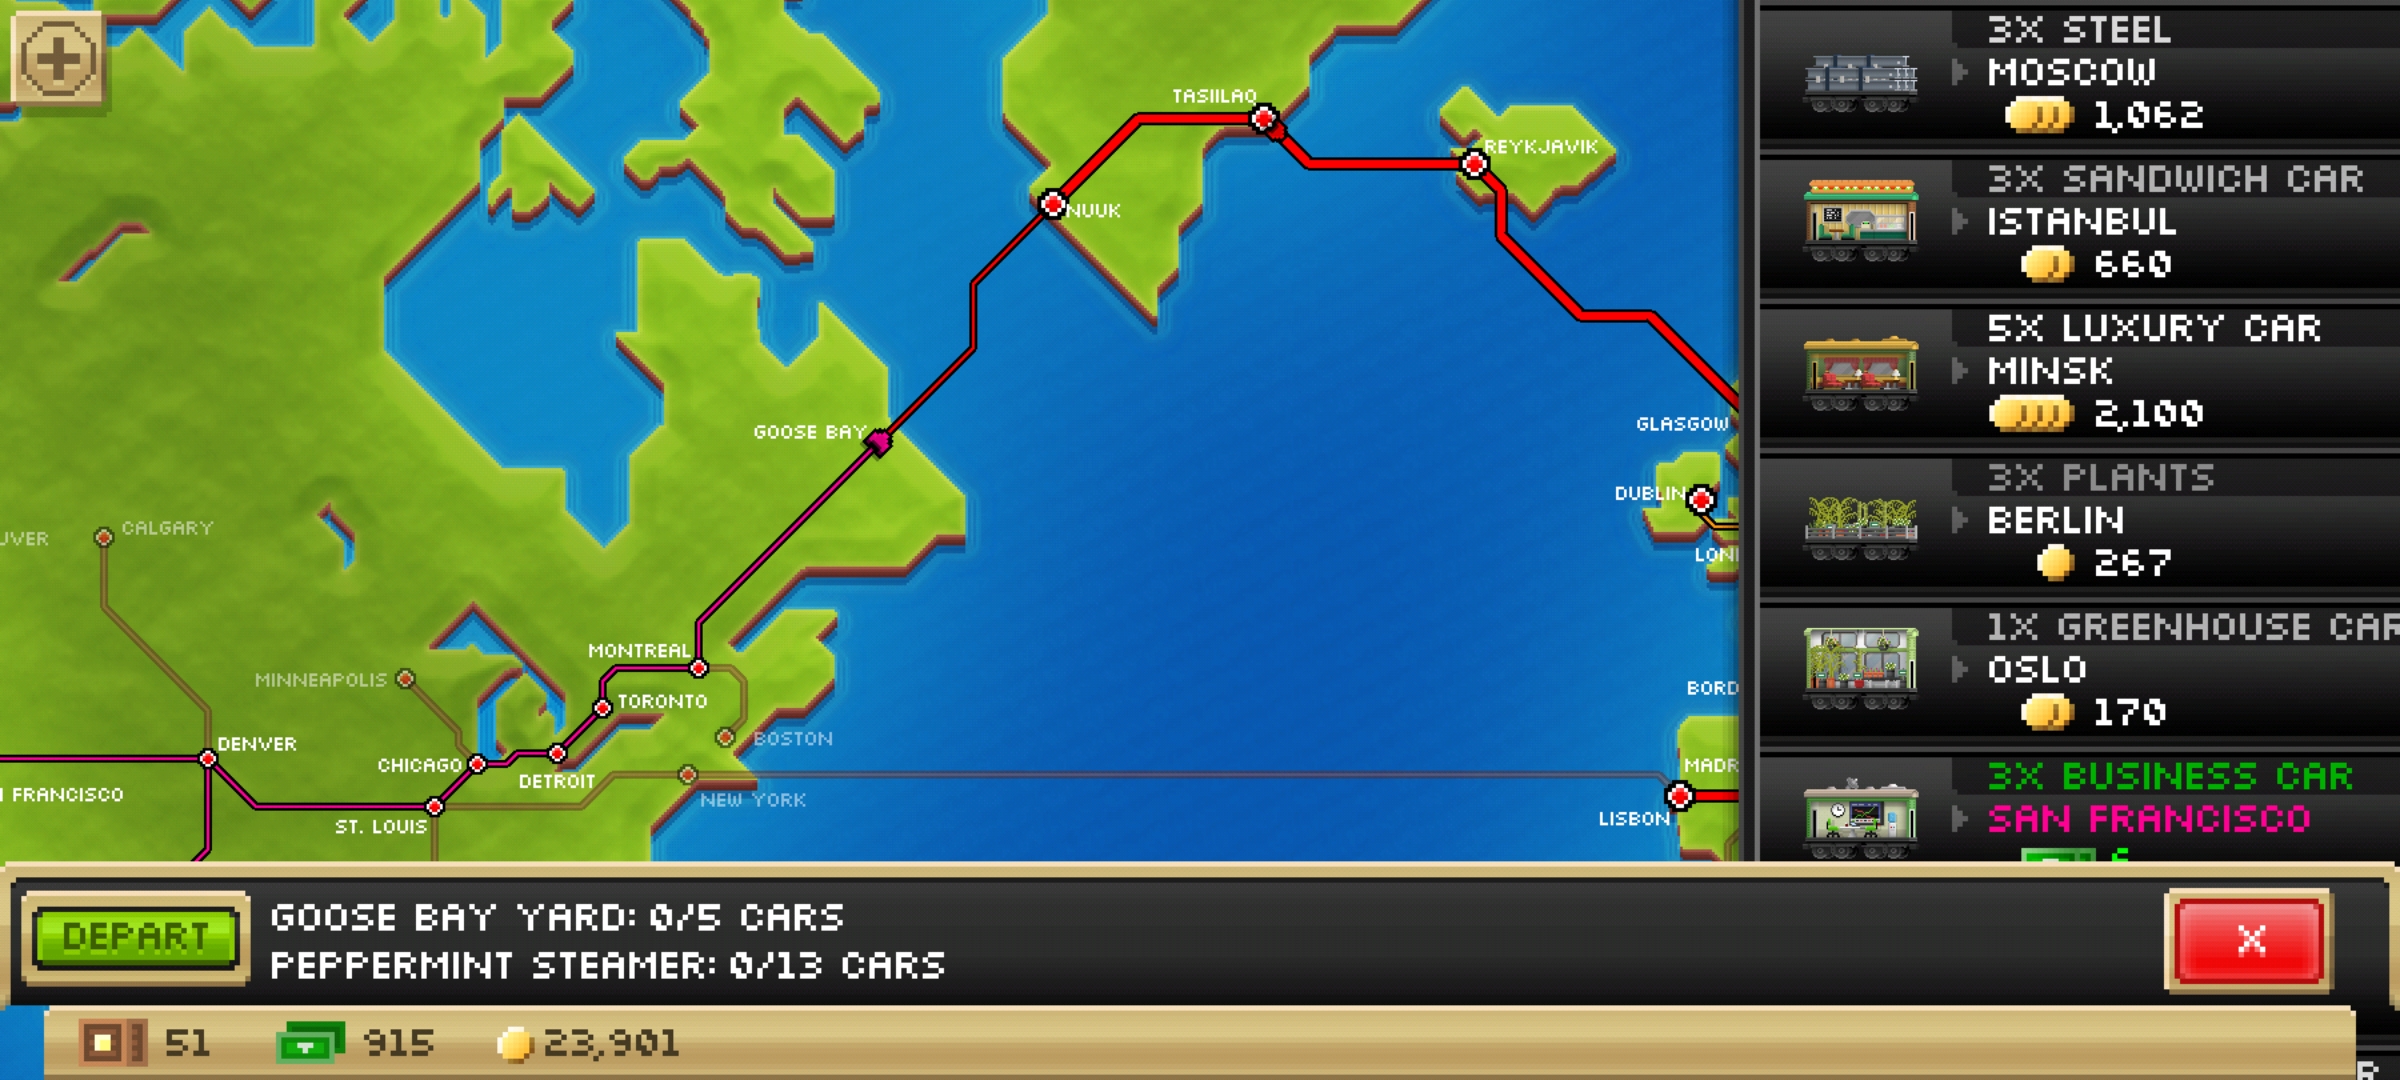 TASIILAQ
REYKJAVIK
NUUK
GOOSE BAY
GLASGOW
DUBLIN
CALGARY
MONTREAL
MINNEAPOLIS
TORONTO
DENVER
BOSTON
CHICAGO
DETROIT
FRANCISCO
NEW YORK
ST. LOUIS
LISBON
3X STEEL
MOSCOW
1,062
3X SANDWICH CAR
ISTANBUL
660
5X LUXURY CAR
MINSK
2,100
3X PLANTS
BERLIN
267
1X GREENHOUSE CAR
OSLO
170
3X BUSINESS CAR
SAN FRANCISCO
DEPART
GOOSE BAY YARD: 0/5 CARS
PEPPERMINT STEAMER: 0/13 CARS
X
51
915
23,901